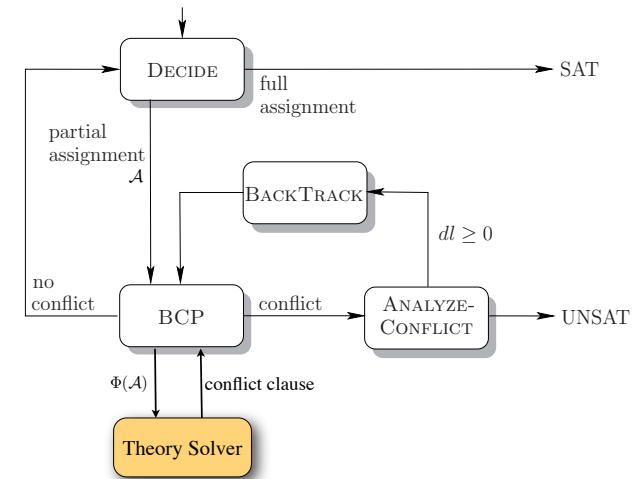 DECIDE
SAT
full
assignment
partial
assignment
𝒜
BACKTRACK
dl ≥ 0
no
conflict
BCP
conflict
ANALYZE-
CONFLICT
UNSAT
Φ(𝒜)
conflict clause
Theory Solver